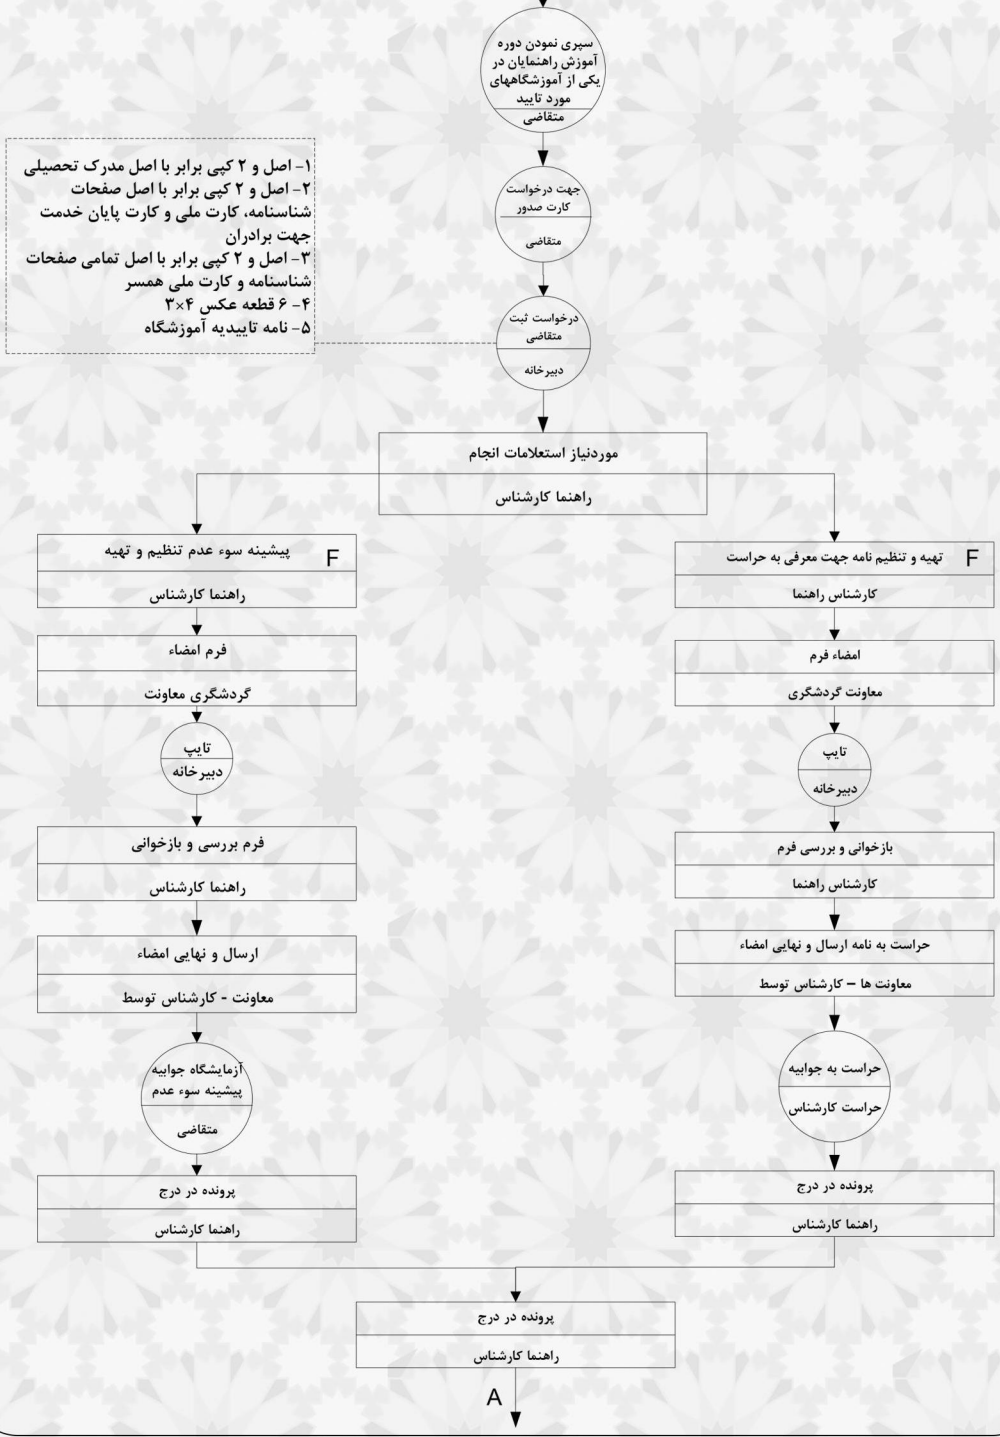 سپری نمودن دوره
آموزش راهنمایان در
یکی از آموزشگاههای
مورد تایید
متقاضی
جهت درخواست
کارت صدور
متقاضی
درخواست ثبت
متقاضی
دبیرخانه
۱- اصل و ۲ کپی برابر با اصل مدرک تحصیلی
۲- اصل و ۲ کپی برابر با اصل صفحات
شناسنامه، کارت ملی و کارت پایان خدمت
جهت برادران
۳- اصل و ۲ کپی برابر با اصل تمامی صفحات
شناسنامه و کارت ملی همسر
۴- ۶ قطعه عکس ۴×۳
۵- نامه تاییدیه آموزشگاه
موردنیاز استعلامات انجام
راهنما کارشناس
تهیه و تنظیم نامه جهت معرفی به حراست F
کارشناس راهنما
امضاء فرم
معاونت گردشگری
تایپ
دبیرخانه
بازخوانی و بررسی فرم
کارشناس راهنما
حراست به نامه ارسال و نهایی امضاء
معاونت ها – کارشناس توسط
حراست به جوابیه
حراست کارشناس
پرونده در درج
راهنما کارشناس
پیشینه سوء عدم تنظیم و تهیه F
راهنما کارشناس
فرم امضاء
گردشگری معاونت
تایپ
دبیرخانه
فرم بررسی و بازخوانی
راهنما کارشناس
ارسال و نهایی امضاء
معاونت - کارشناس توسط
آزمایشگاه جوابیه
پیشینه سوء عدم
متقاضی
پرونده در درج
راهنما کارشناس
پرونده در درج
راهنما کارشناس
A